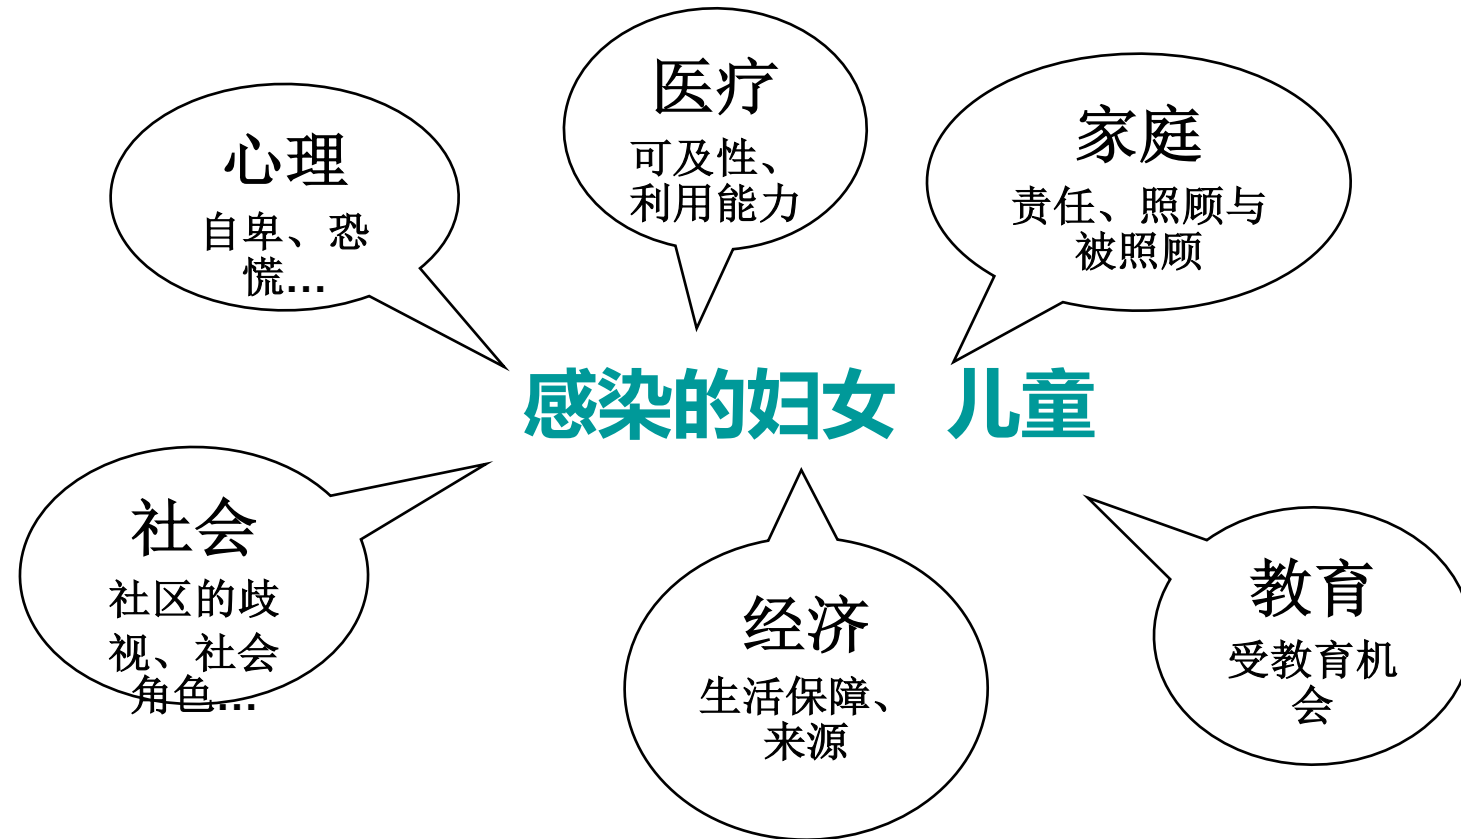 心理
自卑、恐
慌...
医疗
可及性、
利用能力
家庭
责任、照顾与
被照顾
感染的妇女 儿童
社会
社区的歧
视、社会
角色...
经济
生活保障、
来源
教育
受教育机
会